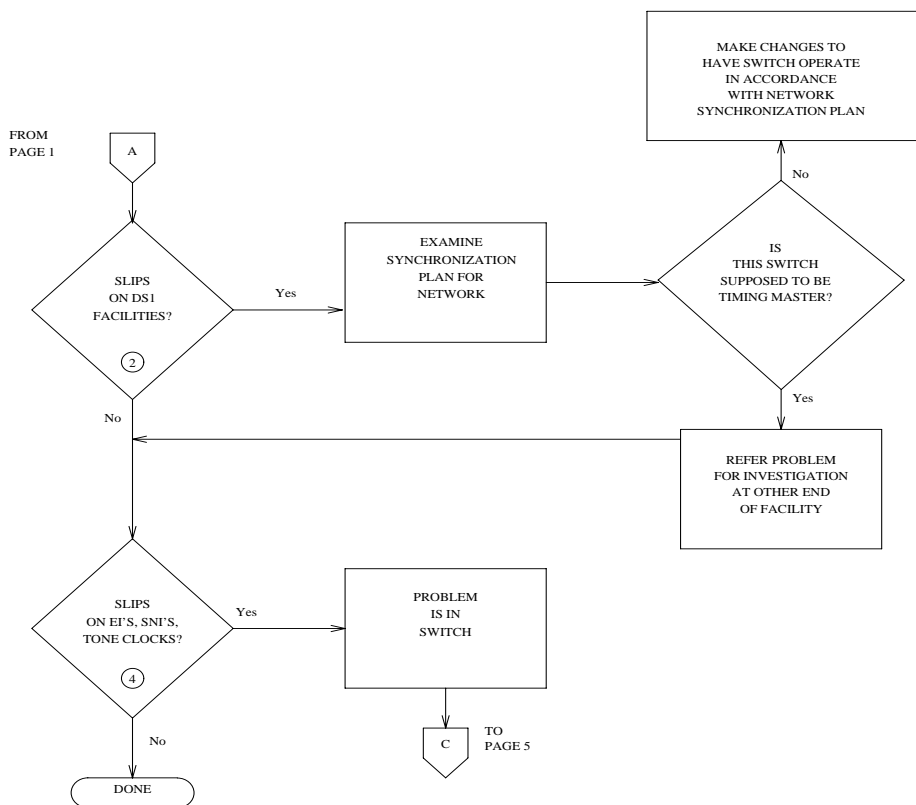 MAKE CHANGES TO
HAVE SWITCH OPERATE
IN ACCORDANCE
WITH NETWORK
SYNCHRONIZATION PLAN
FROM
PAGE 1
A
No
SLIPS
ON DS1
FACILITIES?
2
Yes
EXAMINE
SYNCHRONIZATION
PLAN FOR
NETWORK
IS
THIS SWITCH
SUPPOSED TO BE
TIMING MASTER?
No
Yes
REFER PROBLEM
FOR INVESTIGATION
AT OTHER END
OF FACILITY
SLIPS
ON EI'S, SNI'S,
TONE CLOCKS?
4
Yes
PROBLEM
IS IN
SWITCH
No
C
TO
PAGE 5
DONE